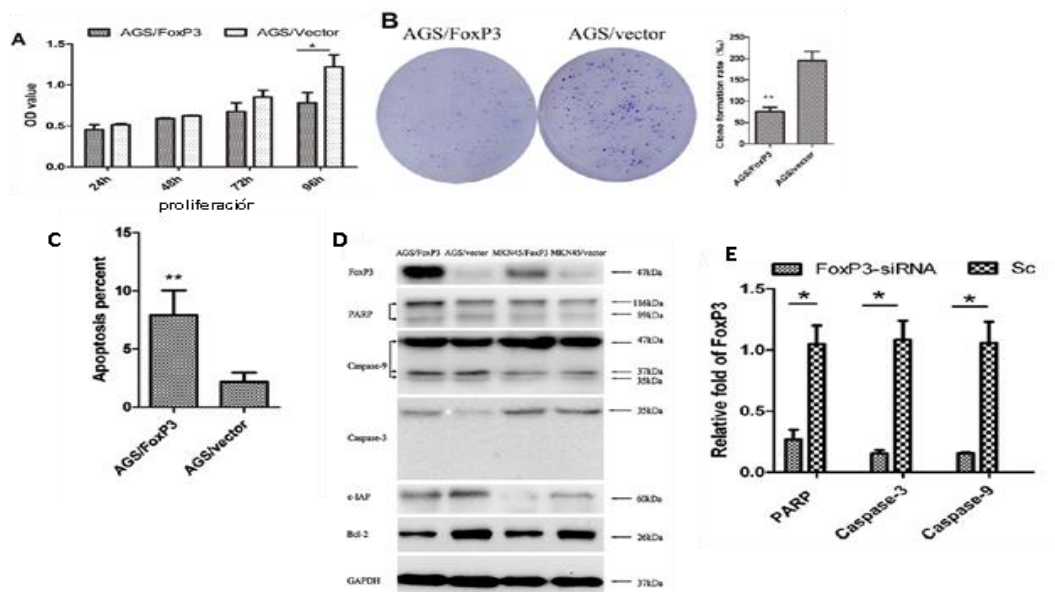 A
AGS/FoxP3 AGS/Vector
OD value
1.5
1.0
0.5
0.0
*
24h 48h 72h 96h
proliferación
B
AGS/FoxP3 AGS/vector
Clone formation rate (‰)
250
200
150
100
50
0
**
AGS/FoxP3
AGS/vector
C
Apoptosis percent
15
10
5
0
**
AGS/FoxP3
AGS/vector
D
AGS/FoxP3 AGS/vector MKN45/FoxP3 MKN45/vector
FoxP3 47kDa
116kDa
PARP 89kDa
47kDa
Caspase-9 37kDa
35kDa
35kDa
Caspase-3
c-IAP 60kDa
Bcl-2 26kDa
GAPDH 37kDa
E
FoxP3-siRNA Sc
Relative fold of FoxP3
1.5
1.0
0.5
0.0
* * *
PARP
Caspase-3
Caspase-9